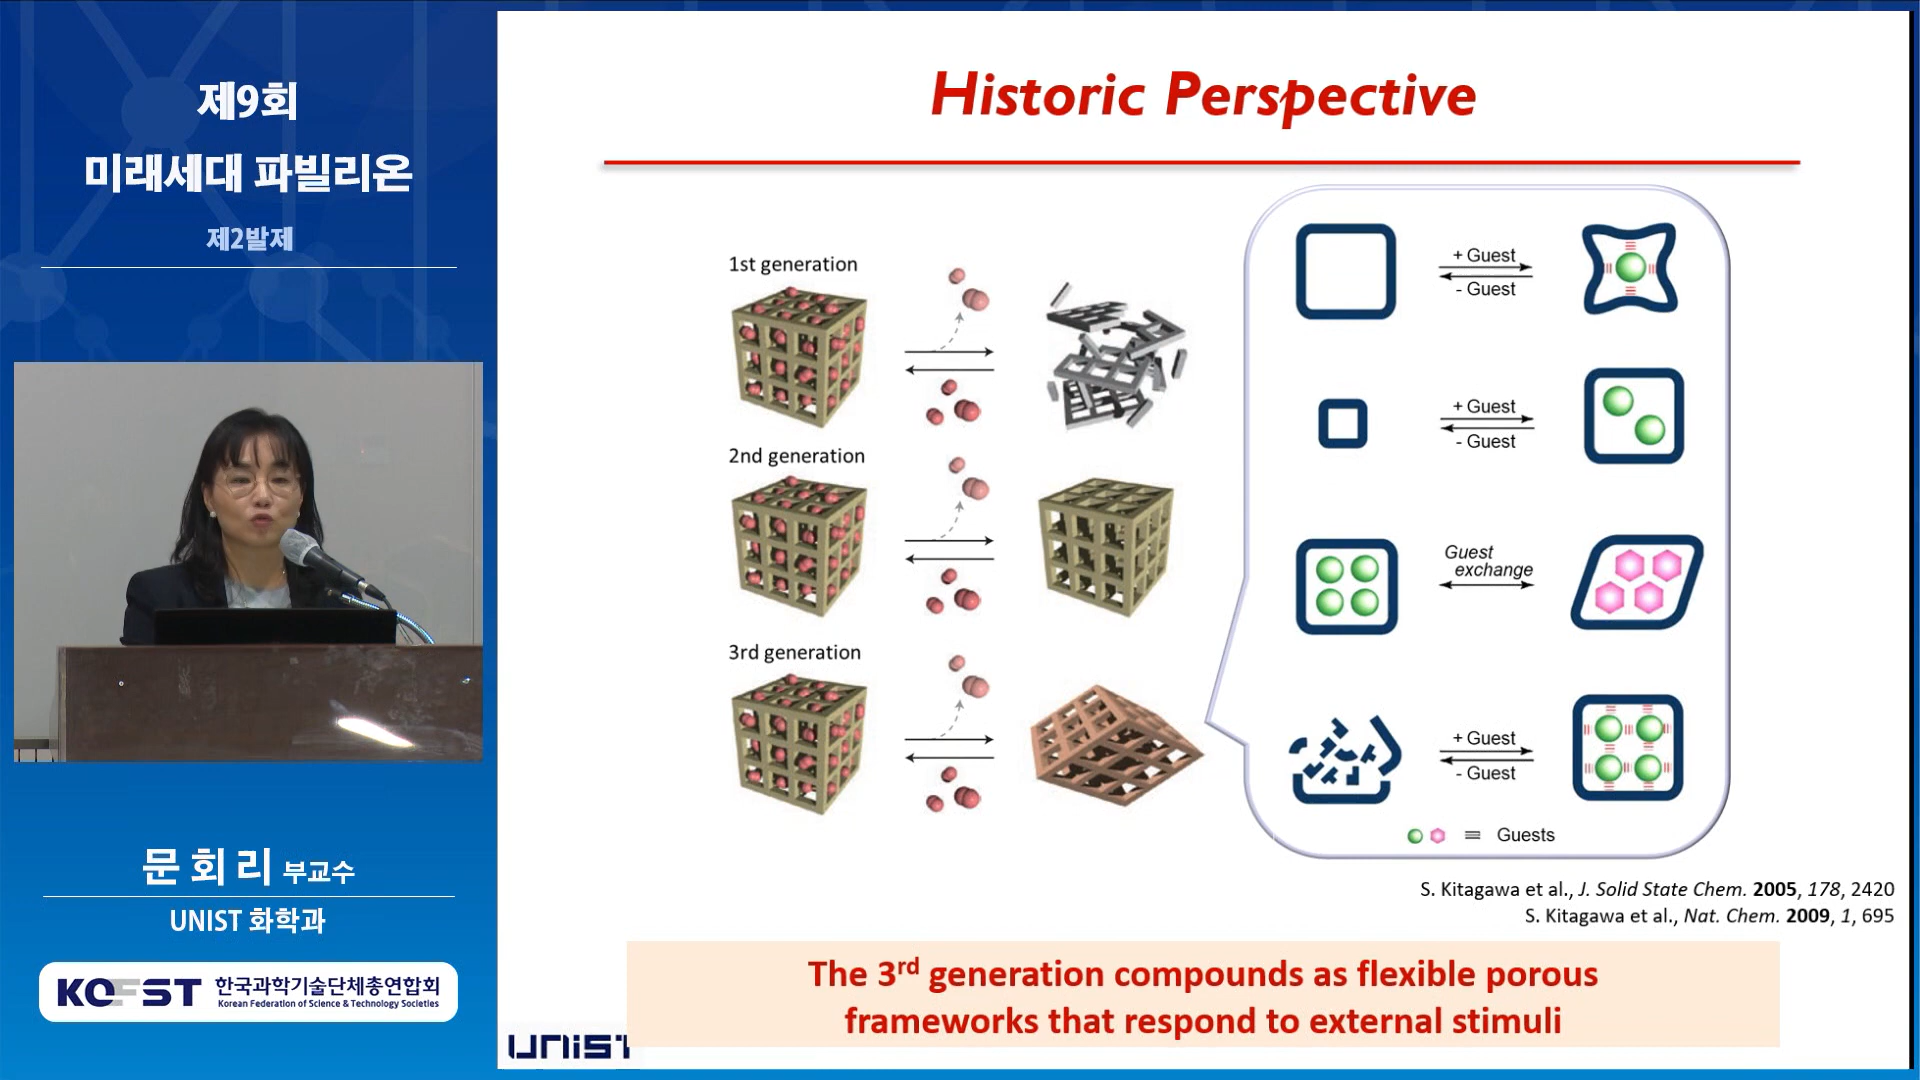 제9회
미래세대 파빌리온
제2발제
문 회 리 부교수
UNIST 화학과
KOFST 한국과학기술단체총연합회
Korean Federation of Science & Technology Societies
Historic Perspective
1st generation
2nd generation
3rd generation
+ Guest
- Guest
+ Guest
- Guest
Guest
exchange
+ Guest
- Guest
≡ Guests
S. Kitagawa et al., J. Solid State Chem. 2005, 178, 2420
S. Kitagawa et al., Nat. Chem. 2009, 1, 695
The 3rd generation compounds as flexible porous
frameworks that respond to external stimuli
UNIST